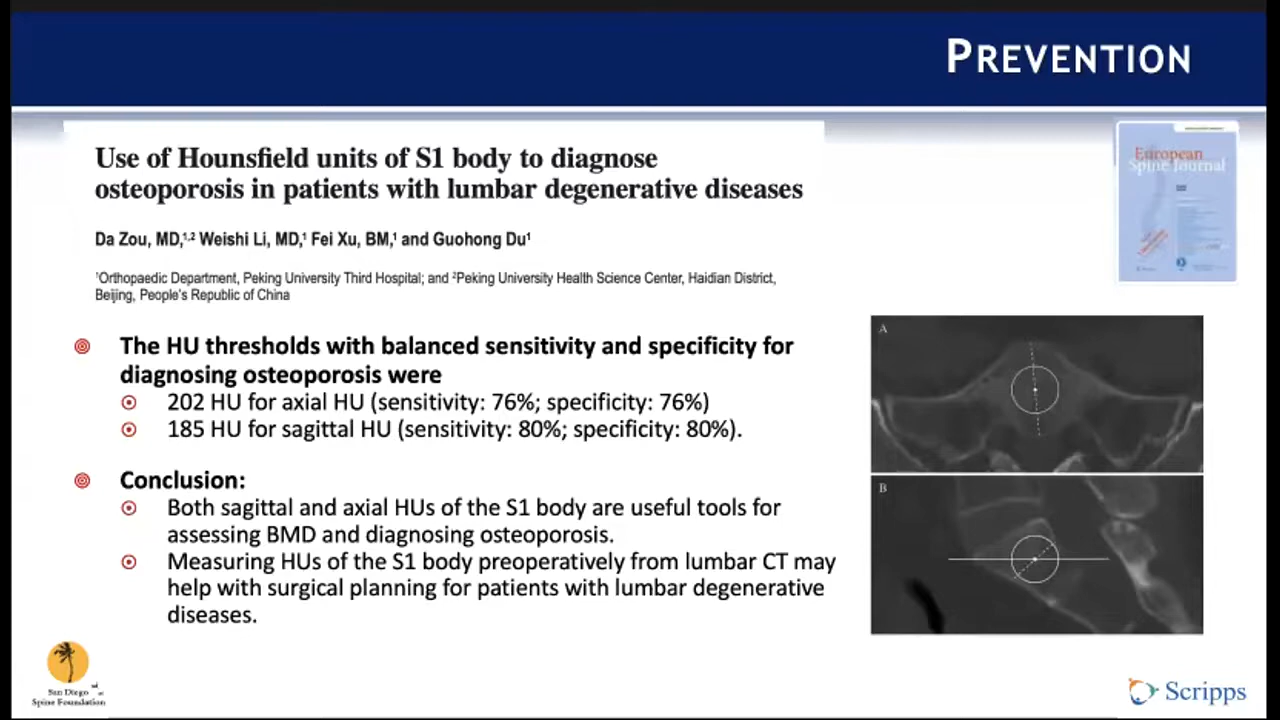 PREVENTION
Use of Hounsfield units of S1 body to diagnose
osteoporosis in patients with lumbar degenerative diseases
European
Spine Journal
Da Zou, MD,¹,² Weishi Li, MD,¹ Fei Xu, BM,¹ and Guohong Du¹
¹Orthopaedic Department, Peking University Third Hospital; and ²Peking University Health Science Center, Haidian District,
Beijing, People's Republic of China
The HU thresholds with balanced sensitivity and specificity for
diagnosing osteoporosis were
202 HU for axial HU (sensitivity: 76%; specificity: 76%)
185 HU for sagittal HU (sensitivity: 80%; specificity: 80%).
Conclusion:
Both sagittal and axial HUs of the S1 body are useful tools for
assessing BMD and diagnosing osteoporosis.
Measuring HUs of the S1 body preoperatively from lumbar CT may
help with surgical planning for patients with lumbar degenerative
diseases.
A
B
San Diego
Spine Foundation
Scripps